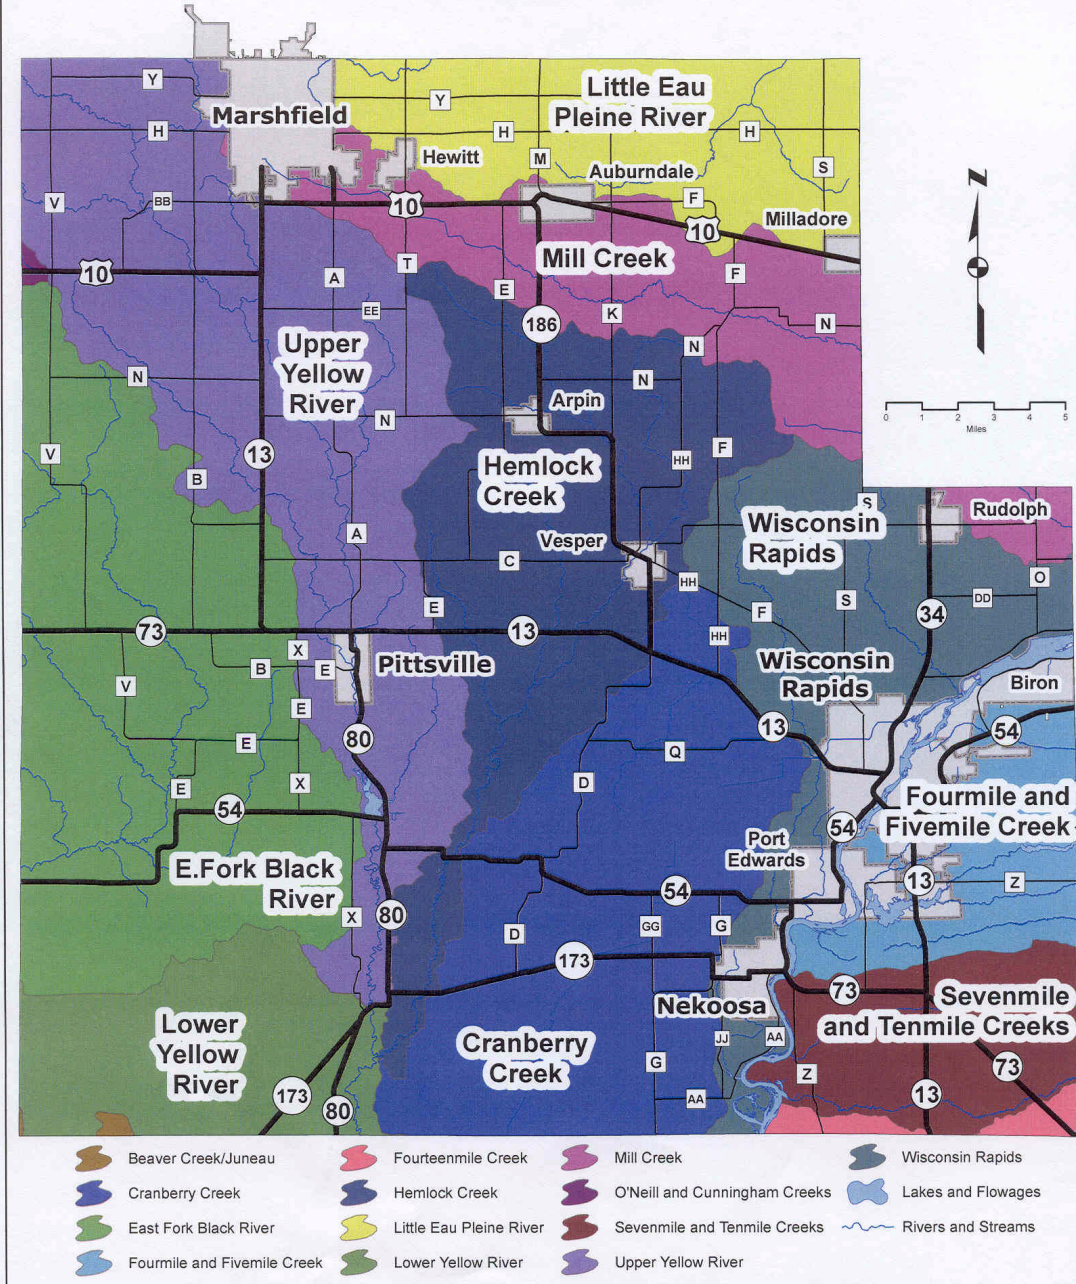 Y
Marshfield
Little Eau
Pleine River
Y
H
H
M
H
Hewitt
S
Auburndale
V
BB
10
F
Milladore
10
Mill Creek
T
10
A
F
E
EE
K
186
N
Upper
Yellow
River
N
N
N
0 1 2 3 4 5
Miles
Arpin
N
V
13
F
HH
B
Hemlock
Creek
S
Rudolph
Wisconsin
Rapids
A
Vesper
C
HH
O
DD
S
E
F
34
73
13
HH
X
B
E
Pittsville
Wisconsin
Rapids
Biron
V
E
13
54
80
E
Q
X
D
E
Fourmile and
Fivemile Creek
54
54
Port
Edwards
E.Fork Black
River
13
Z
54
X
80
GG
G
D
173
73
Sevenmile
and Tenmile Creeks
Nekoosa
Lower
Yellow
River
Cranberry
Creek
JJ
AA
G
Z
73
173
80
AA
13
Beaver Creek/Juneau
Fourteenmile Creek
Mill Creek
Wisconsin Rapids
Cranberry Creek
Hemlock Creek
O'Neill and Cunningham Creeks
Lakes and Flowages
East Fork Black River
Little Eau Pleine River
Sevenmile and Tenmile Creeks
Rivers and Streams
Fourmile and Fivemile Creek
Lower Yellow River
Upper Yellow River
N